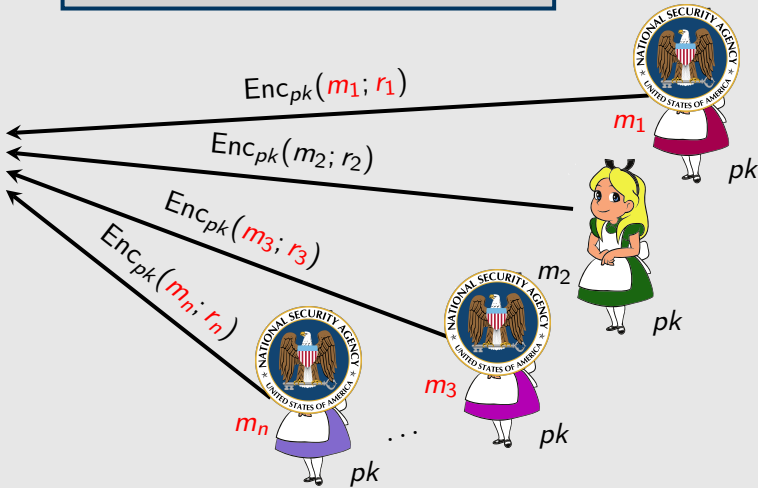 NATIONAL SECURITY AGENCY
UNITED STATES OF AMERICA
Enc_pk(m_1; r_1)
m_1
pk
Enc_pk(m_2; r_2)
m_2
pk
Enc_pk(m_3; r_3)
NATIONAL SECURITY AGENCY
UNITED STATES OF AMERICA
m_3
pk
Enc_pk(m_n; r_n)
NATIONAL SECURITY AGENCY
UNITED STATES OF AMERICA
m_n
...
pk